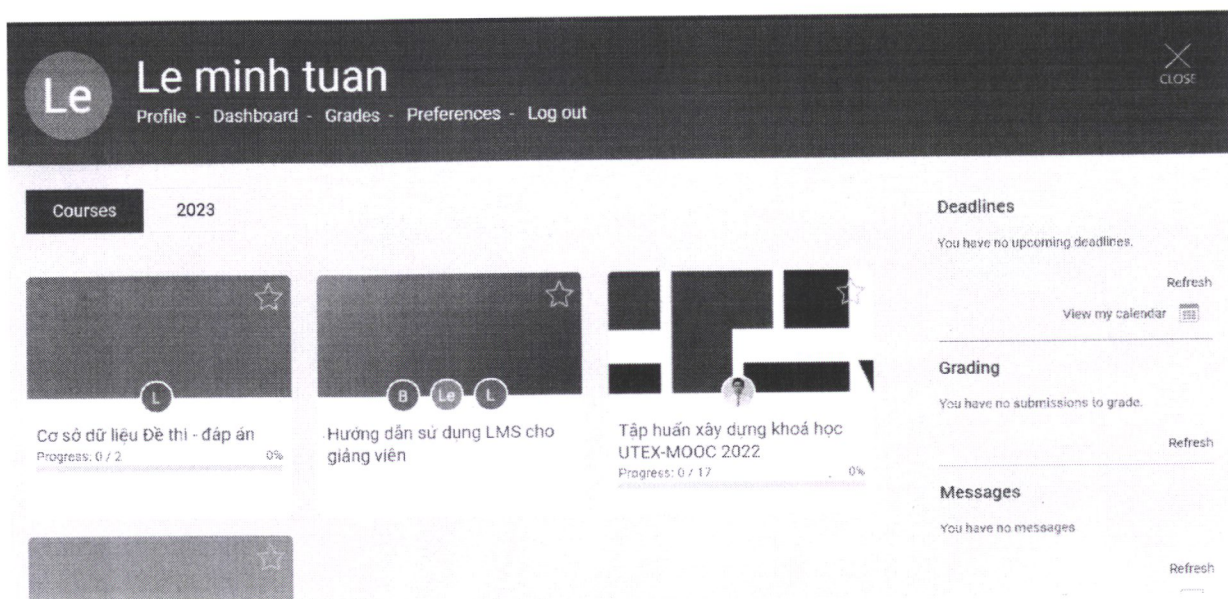 Le
Le minh tuan
Profile - Dashboard - Grades - Preferences - Log out
CLOSE
Courses
2023
L
Cơ sở dữ liệu Đề thi - đáp án
Progress: 0 / 2
0%
B
Le
L
Hướng dẫn sử dụng LMS cho
giảng viên
Tập huấn xây dựng khoá học
UTEX-MOOC 2022
Progress: 0 / 17
0%
Deadlines
You have no upcoming deadlines.
Refresh
View my calendar
Grading
You have no submissions to grade.
Refresh
Messages
You have no messages
Refresh